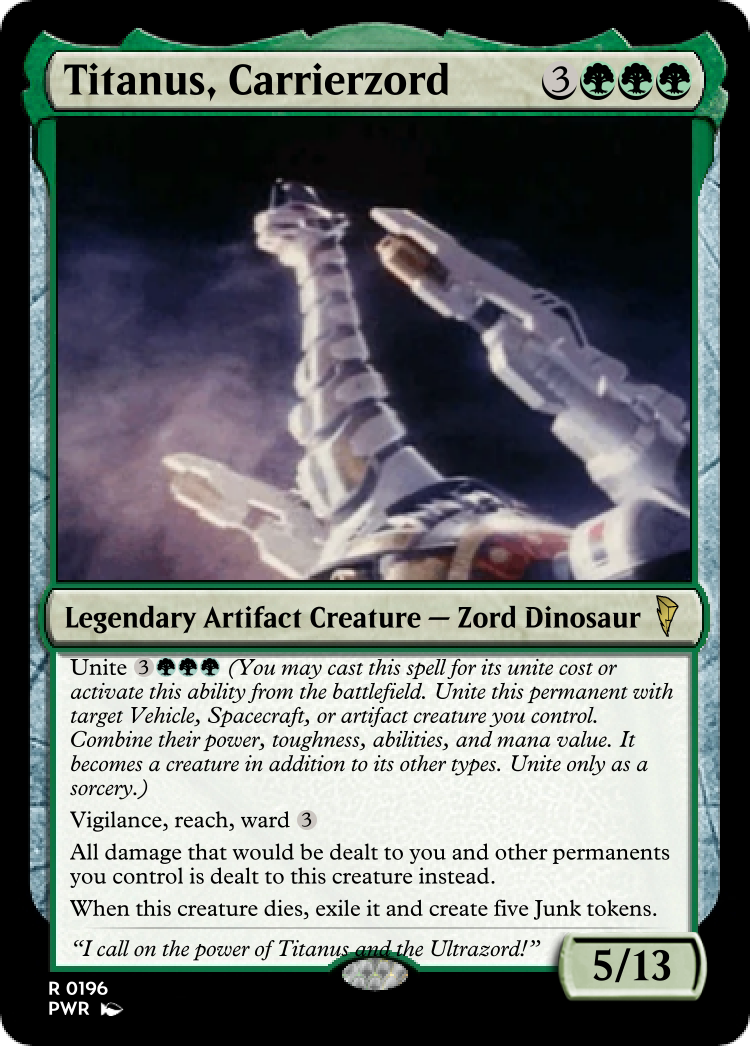 Titanus, Carrierzord 3
Legendary Artifact Creature — Zord Dinosaur
Unite 3 (You may cast this spell for its unite cost or
activate this ability from the battlefield. Unite this permanent with
target Vehicle, Spacecraft, or artifact creature you control.
Combine their power, toughness, abilities, and mana value. It
becomes a creature in addition to its other types. Unite only as a
sorcery.)
Vigilance, reach, ward 3
All damage that would be dealt to you and other permanents
you control is dealt to this creature instead.
When this creature dies, exile it and create five Junk tokens.
“I call on the power of Titanus and the Ultrazord!”
5/13
R 0196
PWR